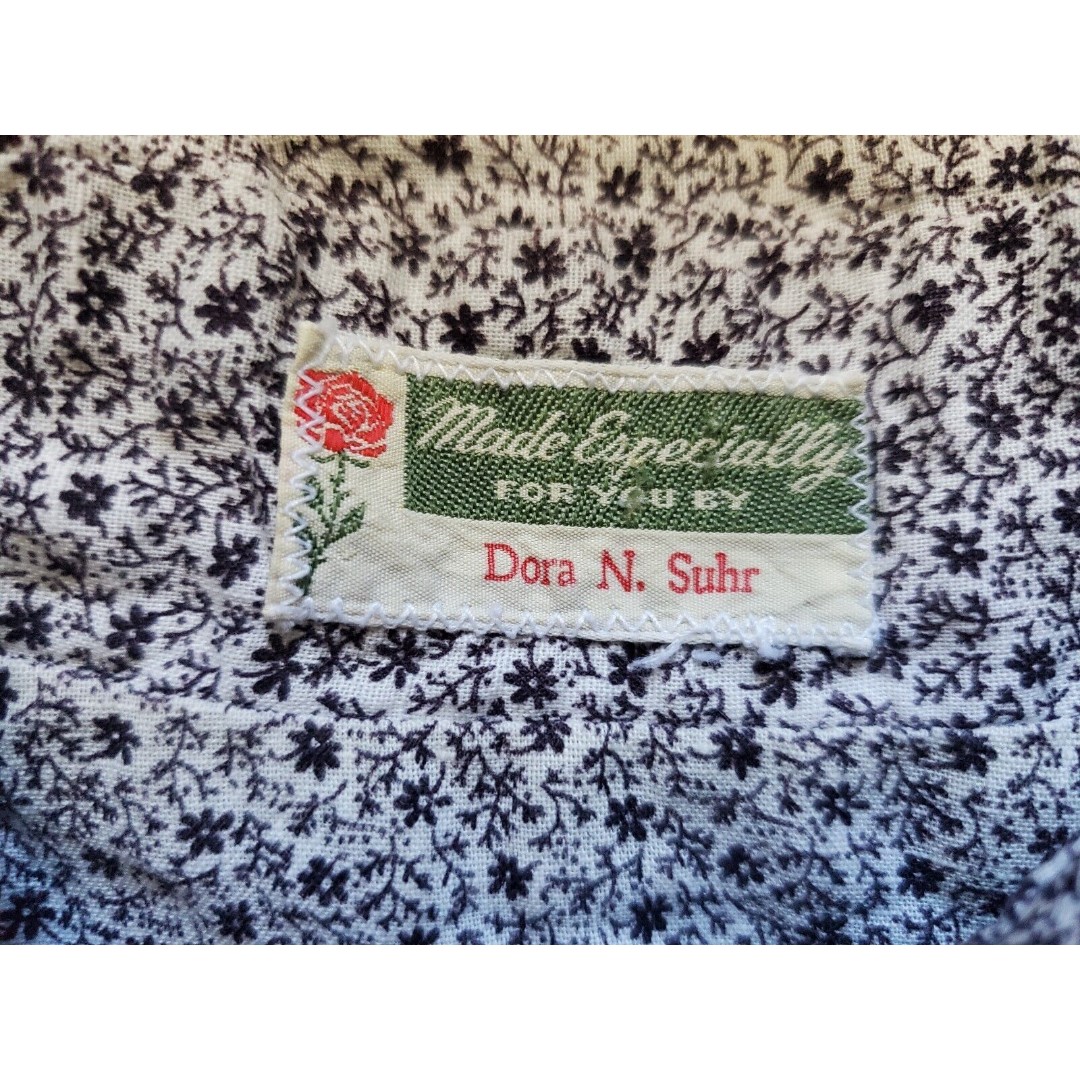 Made Especially
FOR YOU BY
Dora N. Suhr